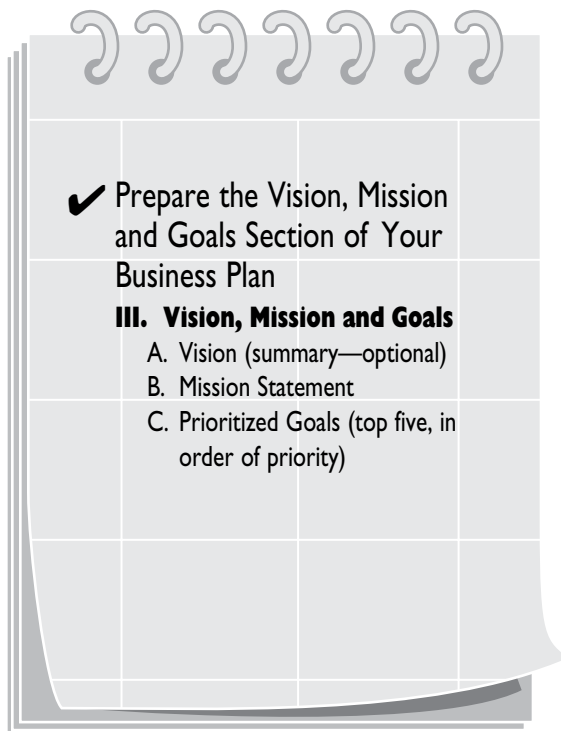 ✔ Prepare the Vision, Mission
and Goals Section of Your
Business Plan
III. Vision, Mission and Goals
A. Vision (summary—optional)
B. Mission Statement
C. Prioritized Goals (top five, in
order of priority)